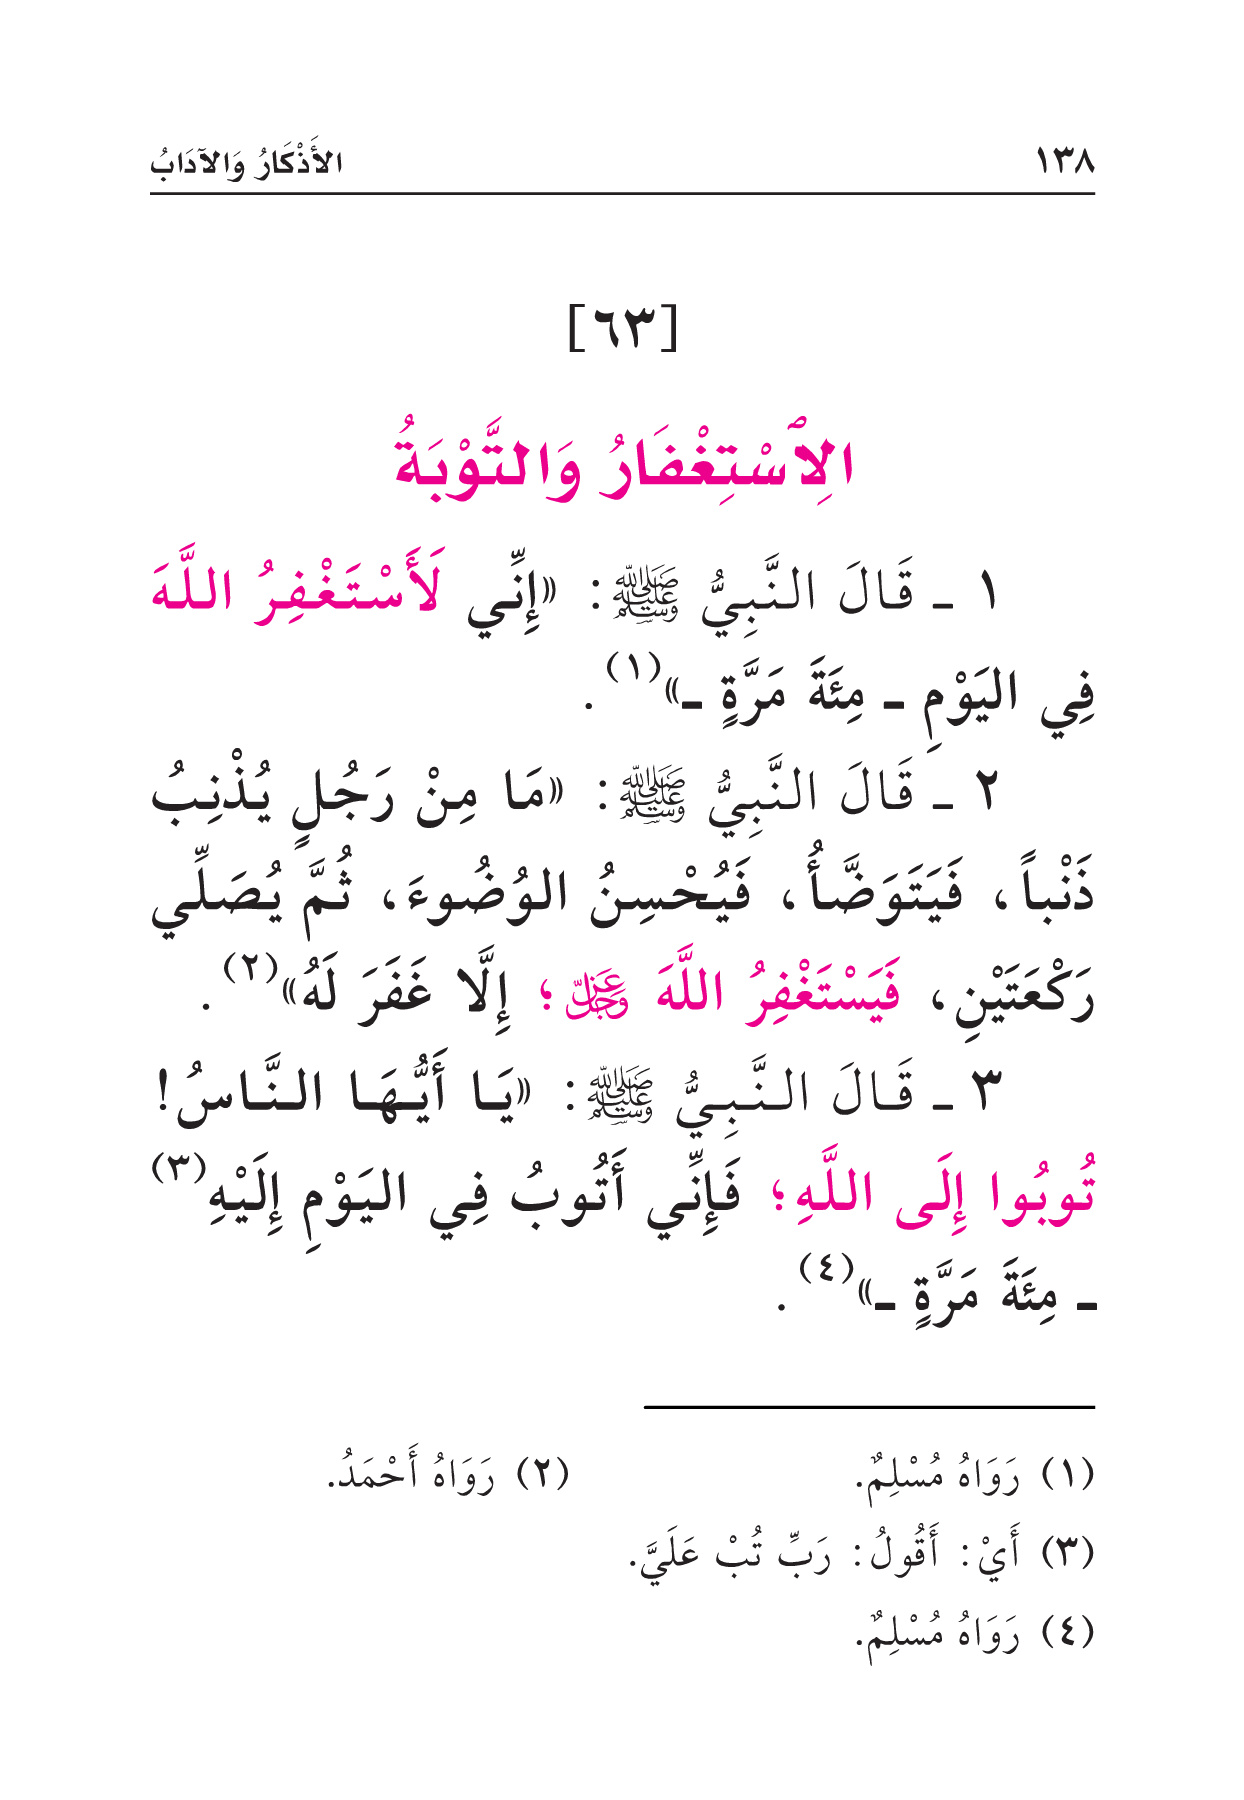 ١٣٨ الأَذْكَارُ وَالآدَابُ
[٦٣]
الِاسْتِغْفَارُ وَالتَّوْبَةُ
١ ـ قَالَ النَّبِيُّ ﷺ: «إِنِّي لَأَسْتَغْفِرُ اللَّهَ
فِي اليَوْمِ ـ مِئَةَ مَرَّةٍ ـ»(١).
٢ ـ قَالَ النَّبِيُّ ﷺ: «مَا مِنْ رَجُلٍ يُذْنِبُ
ذَنْباً، فَيَتَوَضَّأُ، فَيُحْسِنُ الوُضُوءَ، ثُمَّ يُصَلِّي
رَكْعَتَيْنِ، فَيَسْتَغْفِرُ اللَّهَ عَزَّ وَجَلَّ؛ إِلَّا غَفَرَ لَهُ»(٢).
٣ ـ قَالَ النَّبِيُّ ﷺ: «يَا أَيُّهَا النَّاسُ!
تُوبُوا إِلَى اللَّهِ؛ فَإِنِّي أَتُوبُ فِي اليَوْمِ إِلَيْهِ(٣)
ـ مِئَةَ مَرَّةٍ ـ»(٤).
(١) رَوَاهُ مُسْلِمٌ. (٢) رَوَاهُ أَحْمَدُ.
(٣) أَيْ: أَقُولُ: رَبِّ تُبْ عَلَيَّ.
(٤) رَوَاهُ مُسْلِمٌ.